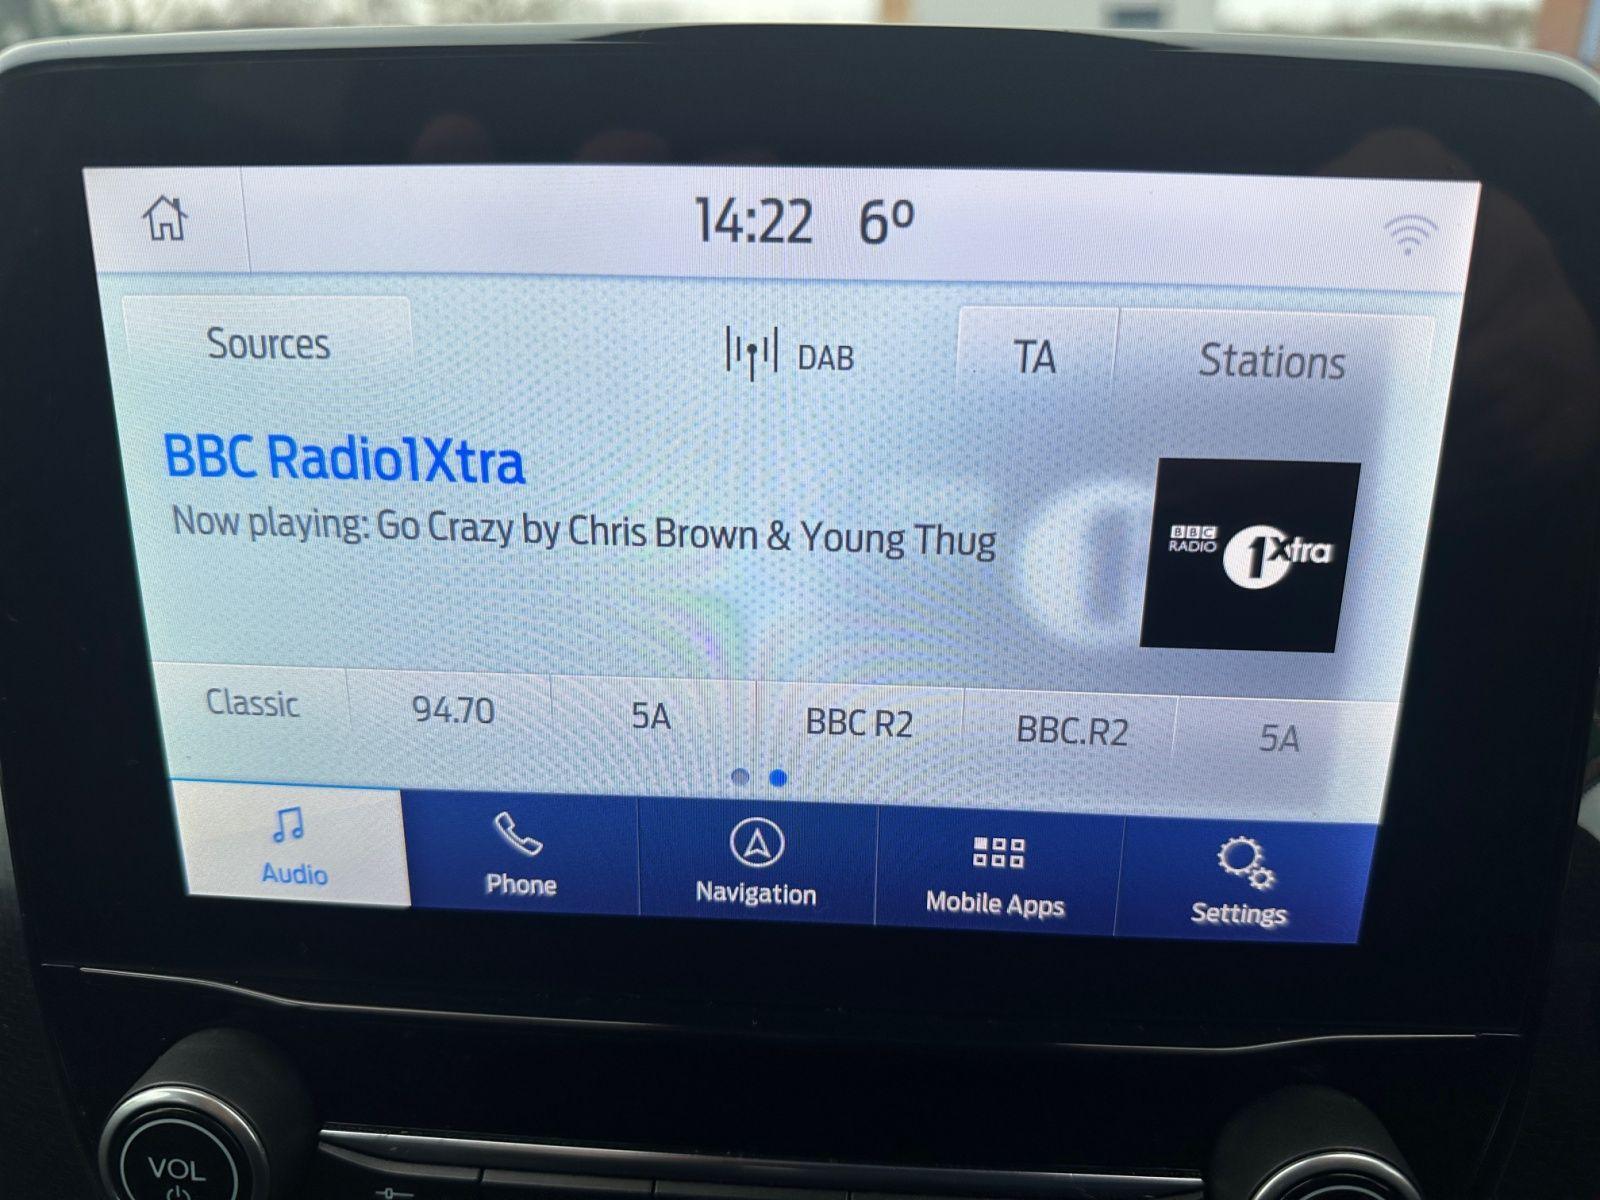 14:22 6º
Sources
DAB
TA
Stations
BBC Radio1Xtra
Now playing: Go Crazy by Chris Brown & Young Thug
BBC
RADIO
1Xtra
Classic
94.70
5A
BBC R2
BBC.R2
5A
Audio
Phone
Navigation
Mobile Apps
Settings
VOL